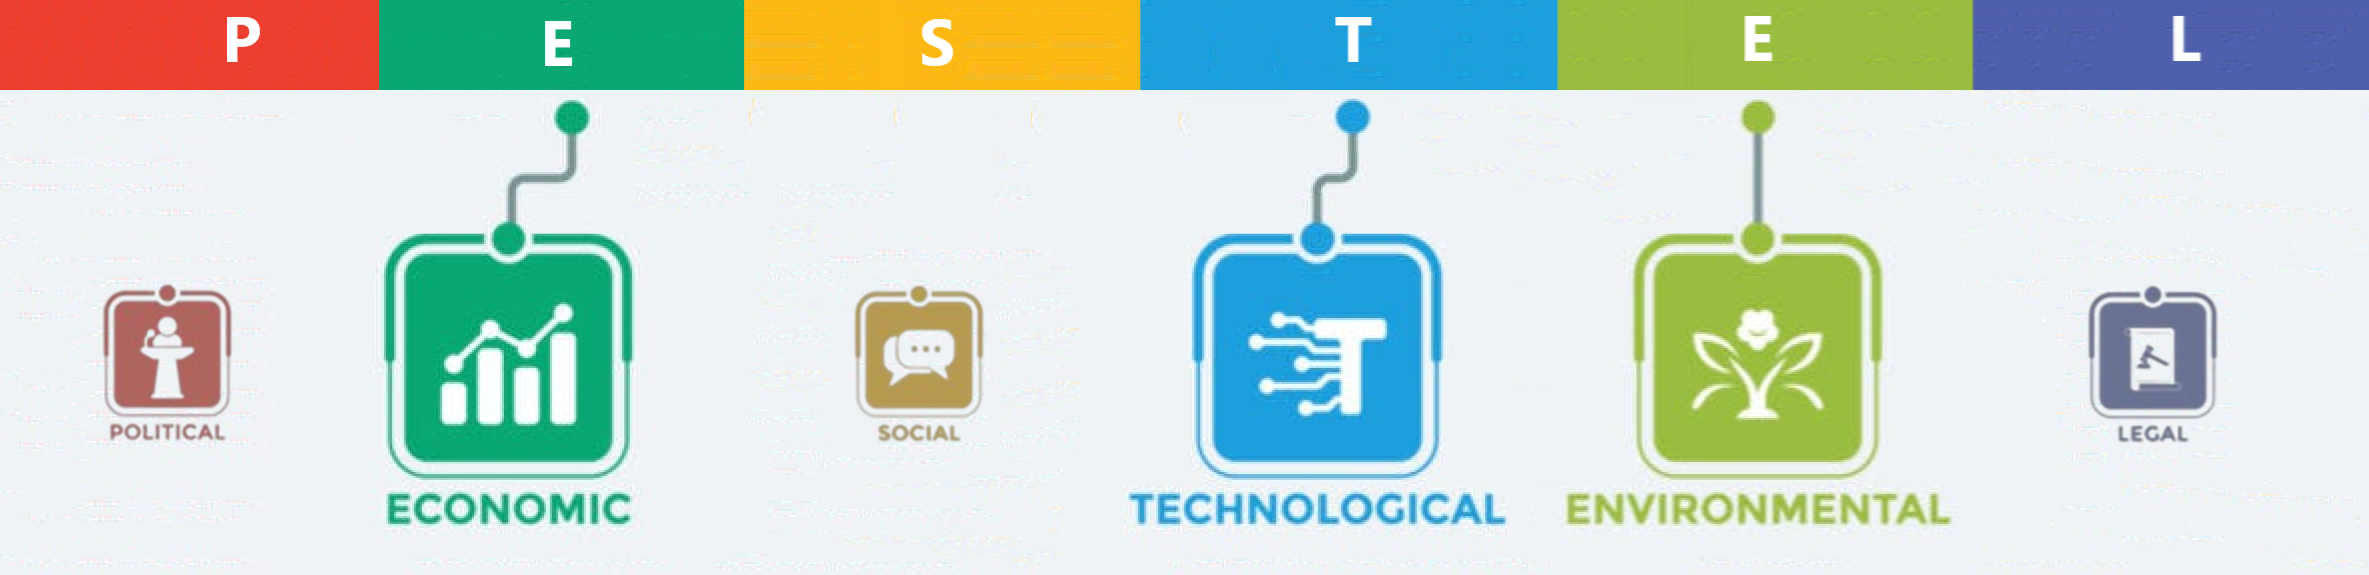 P E S T E L
POLITICAL
ECONOMIC
SOCIAL
TECHNOLOGICAL
ENVIRONMENTAL
LEGAL